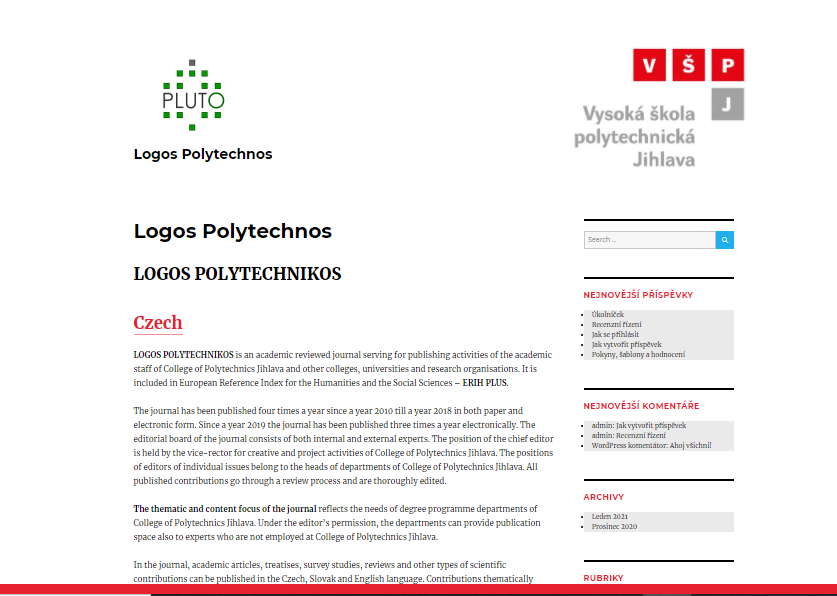 PLUTO
Logos Polytechnos
V Š P
J
Vysoká škola
polytechnická
Jihlava
Logos Polytechnos
LOGOS POLYTECHNIKOS
Czech
LOGOS POLYTECHNIKOS is an academic reviewed journal serving for publishing activities of the academic
staff of College of Polytechnics Jihlava and other colleges, universities and research organisations. It is
included in European Reference Index for the Humanities and the Social Sciences – ERIH PLUS.
The journal has been published four times a year since a year 2010 till a year 2018 in both paper and
electronic form. Since a year 2019 the journal has been published three times a year electronically. The
editorial board of the journal consists of both internal and external experts. The position of the chief editor
is held by the vice-rector for creative and project activities of College of Polytechnics Jihlava. The positions
of editors of individual issues belong to the heads of departments of College of Polytechnics Jihlava. All
published contributions go through a review process and are thoroughly edited.
The thematic and content focus of the journal reflects the needs of degree programme departments of
College of Polytechnics Jihlava. Under the editor's permission, the departments can provide publication
space also to experts who are not employed at College of Polytechnics Jihlava.
In the journal, academic articles, treatises, survey studies, reviews and other types of scientific
contributions can be published in the Czech, Slovak and English language. Contributions thematically
Search …
NEJNOVĚJŠÍ PŘÍSPĚVKY
Úkolníček
Recenzní řízení
Jak se přihlásit
Jak vytvořit příspěvek
Pokyny, šablony a hodnocení
NEJNOVĚJŠÍ KOMENTÁŘE
admin: Jak vytvořit příspěvek
admin: Recenzní řízení
WordPress komentátor: Ahoj všichni!
ARCHIVY
Leden 2021
Prosinec 2020
RUBRIKY